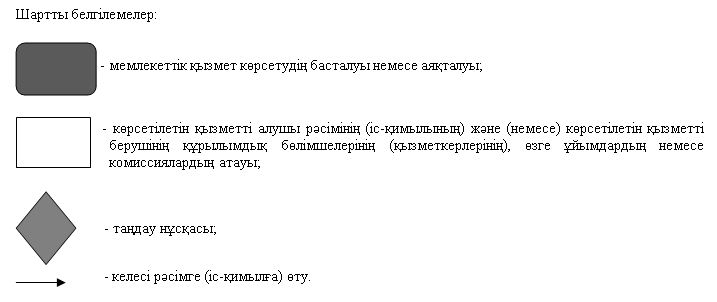 Шартты белгілемелер:
- мемлекеттік қызмет көрсетудің басталуы немесе аяқталуы;
- көрсетілетін қызметті алушы рәсімінің (іс-қимылының) және (немесе) көрсетілетін қызметті
берушінің құрылымдық бөлімшелерінің (қызметкерлерінің), өзге ұйымдардың немесе
комиссиялардың атауы;
- таңдау нұсқасы;
- келесі рәсімге (іс-қимылға) өту.